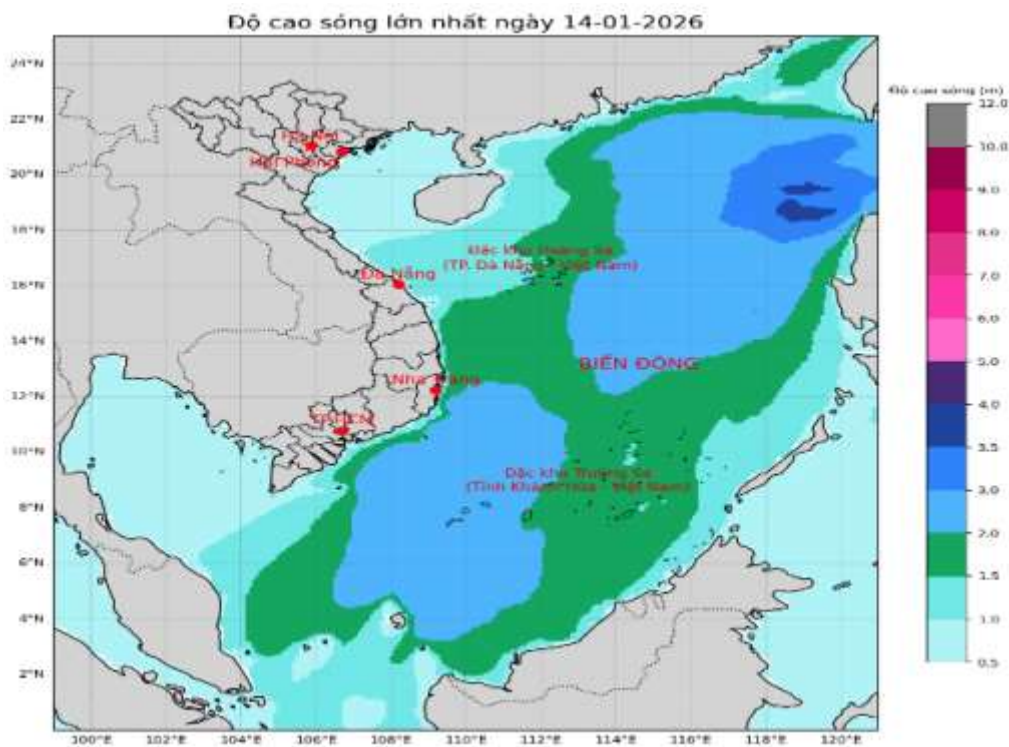 Độ cao sóng lớn nhất ngày 14-01-2026
Độ cao sóng (m)
24°N
22°N
20°N
18°N
16°N
14°N
12°N
10°N
8°N
6°N
4°N
2°N
100°E
102°E
104°E
106°E
108°E
110°E
112°E
114°E
116°E
118°E
120°E
Hà Nội
Hải Phòng
Đặc khu Hoàng Sa
(TP. Đà Nẵng - Việt Nam)
Đà Nẵng
BIỂN ĐÔNG
Nha Trang
TP.HCM
Đặc khu Trường Sa
(Tỉnh Khánh Hòa - Việt Nam)
12.0
10.0
9.0
8.0
7.0
6.0
5.0
4.0
3.5
3.0
2.0
1.5
1.0
0.5